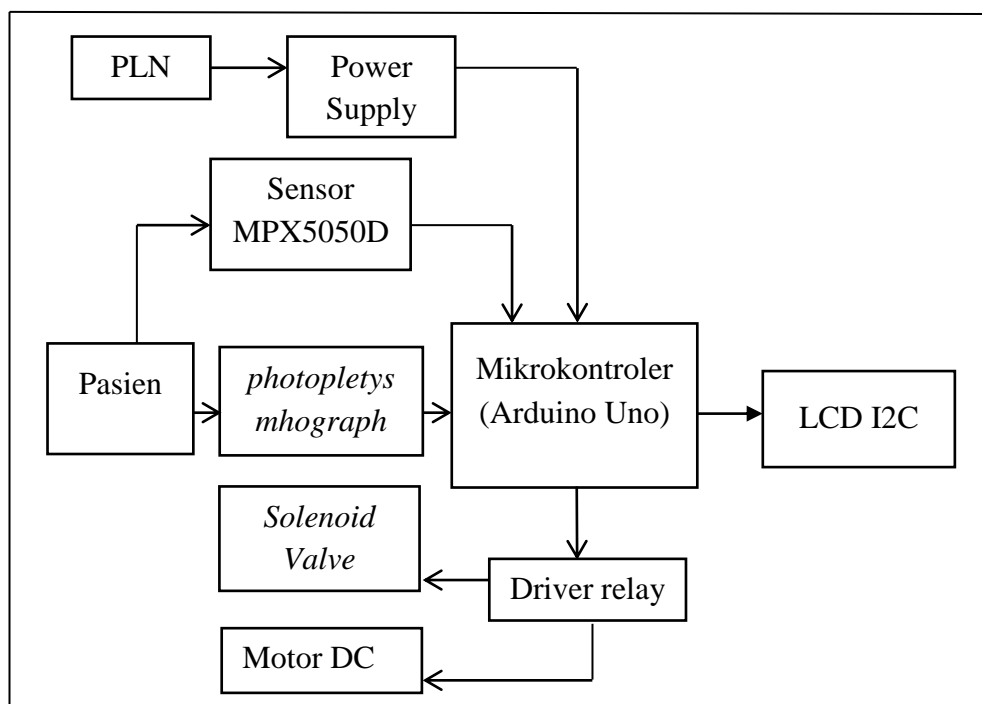 PLN
Power
Supply
Sensor
MPX5050D
Pasien
photopletys
mhograph
Mikrokontroler
(Arduino Uno)
LCD I2C
Solenoid
Valve
Driver relay
Motor DC